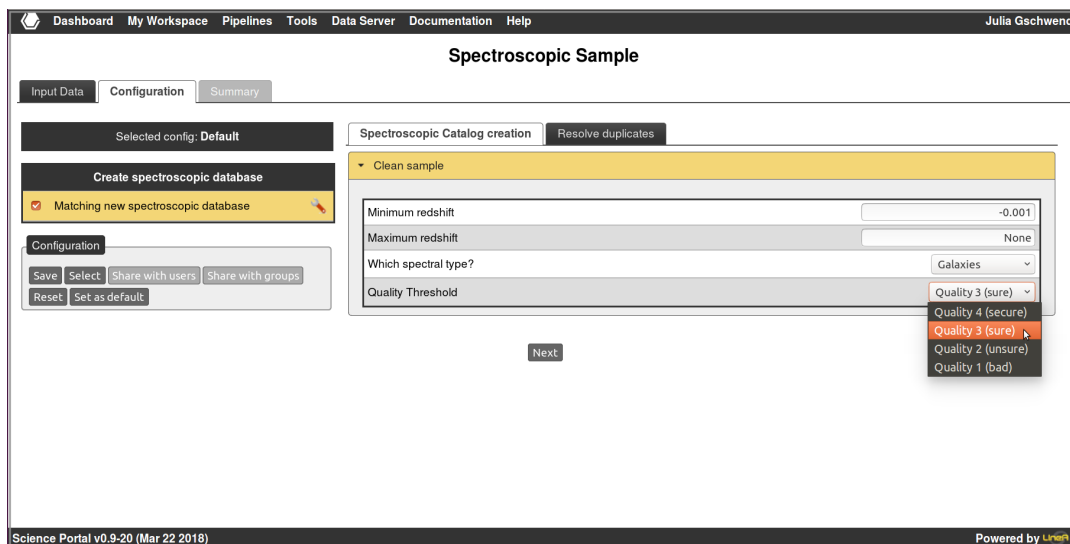 Dashboard My Workspace Pipelines Tools Data Server Documentation Help Julia Gschwend
Spectroscopic Sample
Input Data Configuration Summary
Selected config: Default
Create spectroscopic database
Matching new spectroscopic database
Configuration
Save Select Share with users Share with groups
Reset Set as default
Spectroscopic Catalog creation Resolve duplicates
Clean sample
Minimum redshift -0.001
Maximum redshift None
Which spectral type? Galaxies
Quality Threshold Quality 3 (sure)
Quality 4 (secure)
Quality 3 (sure)
Quality 2 (unsure)
Quality 1 (bad)
Next
Science Portal v0.9-20 (Mar 22 2018) Powered by LineA